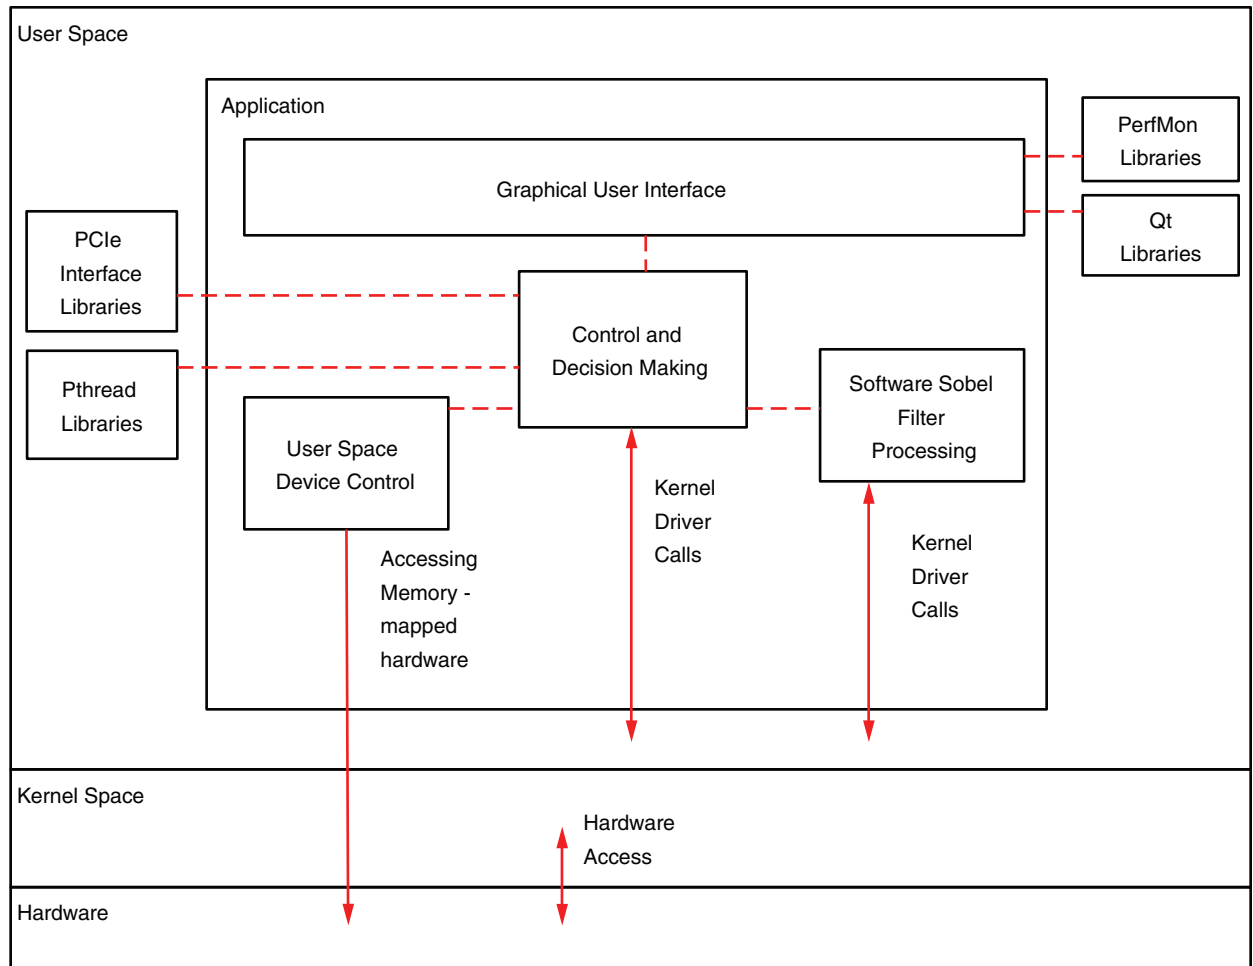 User Space
Application
PerfMon
Libraries
Graphical User Interface
Qt
Libraries
PCIe
Interface
Libraries
Control and
Decision Making
Pthread
Libraries
Software Sobel
Filter
Processing
User Space
Device Control
Kernel
Driver
Calls
Accessing
Memory -
mapped
hardware
Kernel
Driver
Calls
Kernel Space
Hardware
Access
Hardware